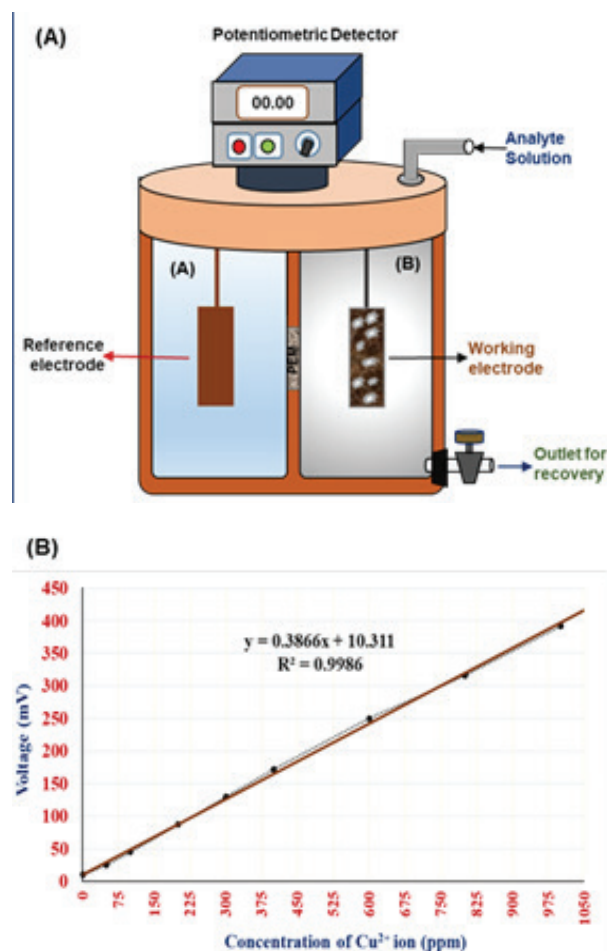 (A)
Potentiometric Detector
00.00
Analyte
Solution
(A)
(B)
Reference
electrode
PEM
Working
electrode
Outlet for
recovery
(B)
450
400
350
300
250
200
150
100
50
0
y = 0.3866x + 10.311
R² = 0.9986
Voltage (mV)
0
75
150
225
300
375
450
525
600
675
750
825
900
975
1050
Concentration of Cu²⁺ ion (ppm)